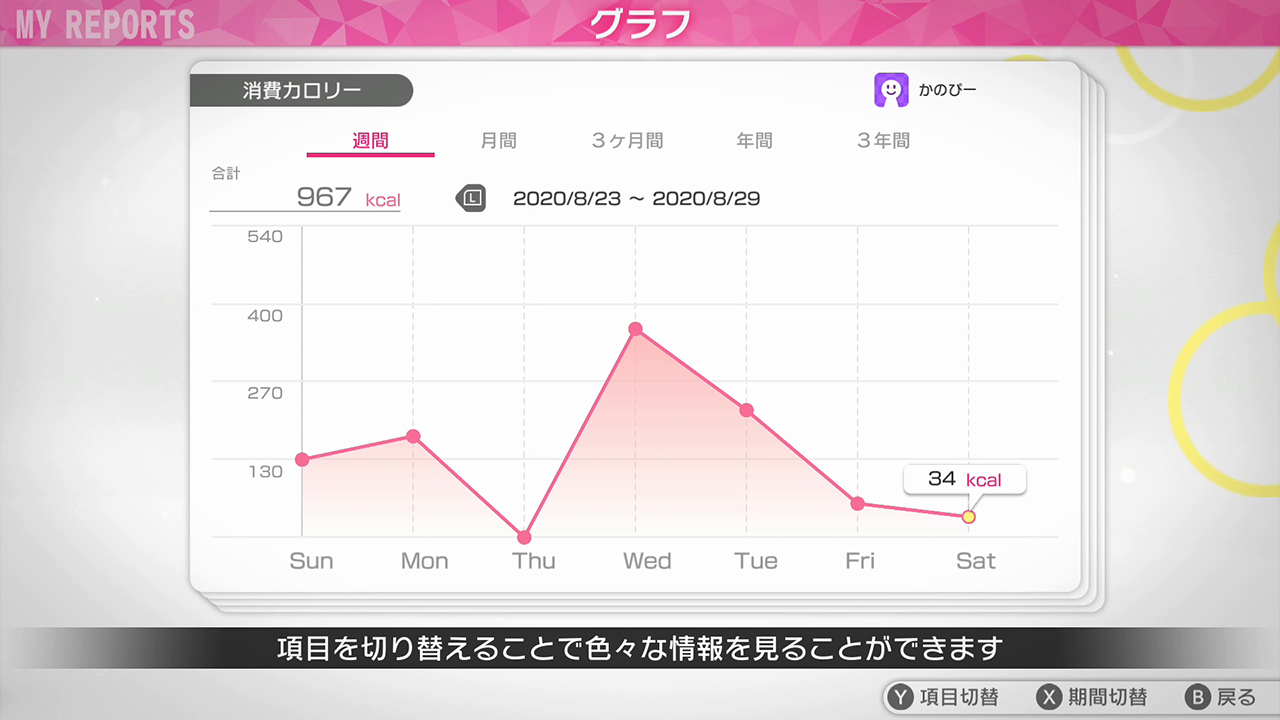 MY REPORTS
グラフ
消費カロリー
かのびー
週間 月間 3ヶ月間 年間 3年間
合計
967 kcal
L 2020/8/23 ~ 2020/8/29
540
400
270
130
34 kcal
Sun Mon Thu Wed Tue Fri Sat
項目を切り替えることで色々な情報を見ることができます
Y 項目切替 X 期間切替 B 戻る